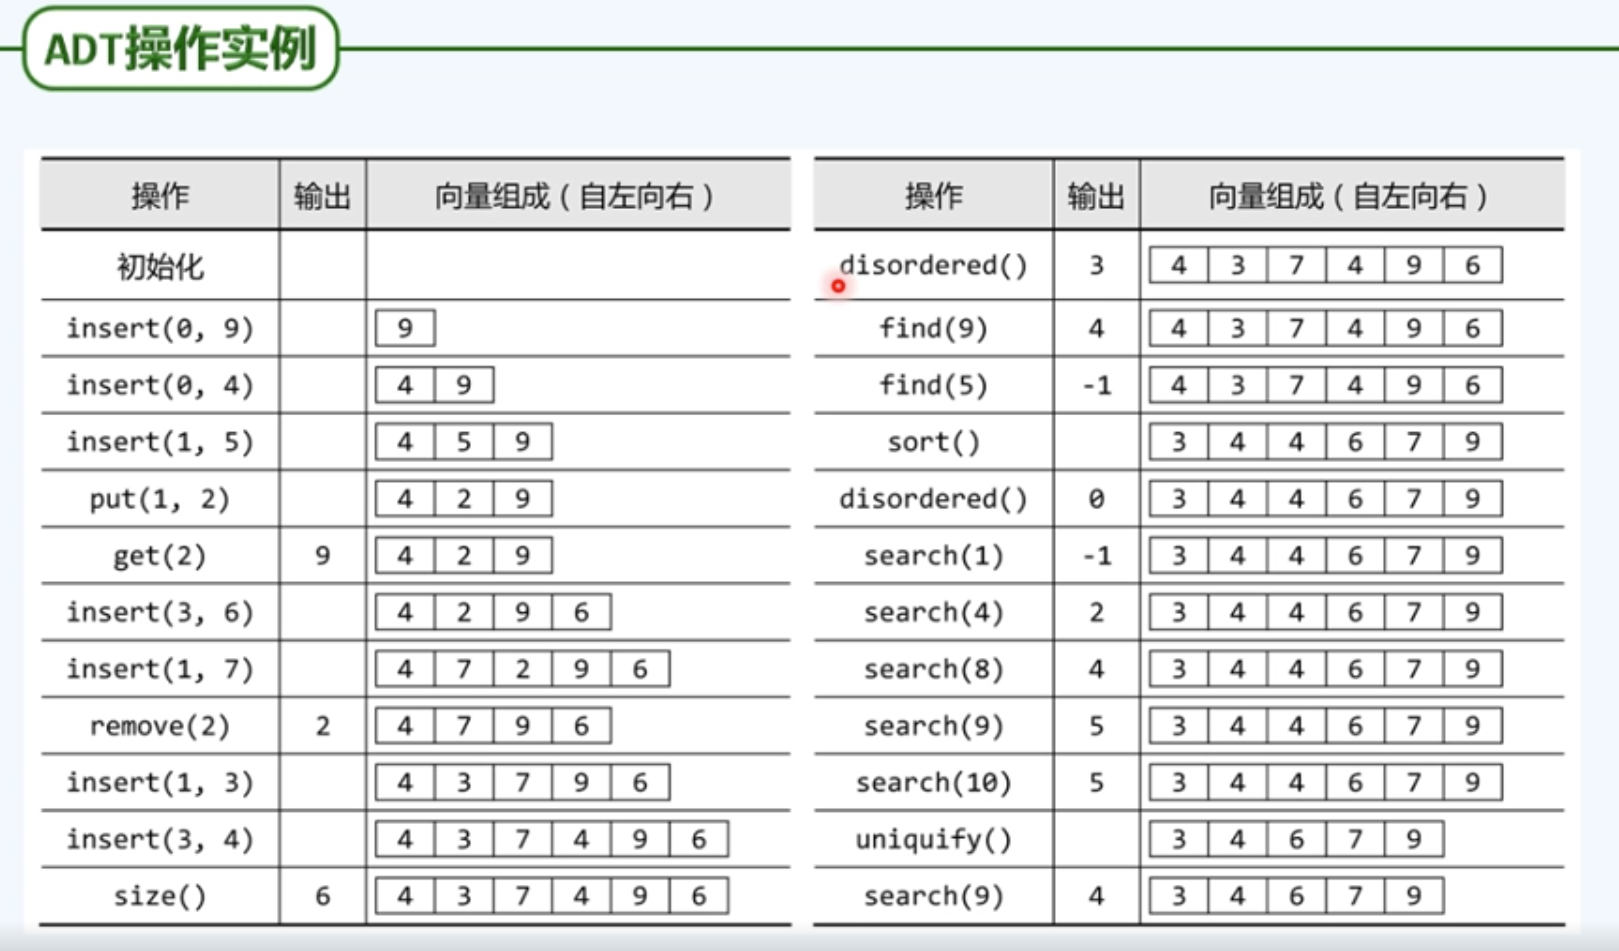 ADT操作实例
操作 输出 向量组成（自左向右）
初始化
insert(0, 9) 9
insert(0, 4) 4 9
insert(1, 5) 4 5 9
put(1, 2) 4 2 9
get(2) 9 4 2 9
insert(3, 6) 4 2 9 6
insert(1, 7) 4 7 2 9 6
remove(2) 2 4 7 9 6
insert(1, 3) 4 3 7 9 6
insert(3, 4) 4 3 7 4 9 6
size() 6 4 3 7 4 9 6
操作 输出 向量组成（自左向右）
disordered() 3 4 3 7 4 9 6
find(9) 4 4 3 7 4 9 6
find(5) -1 4 3 7 4 9 6
sort() 3 4 4 6 7 9
disordered() 0 3 4 4 6 7 9
search(1) -1 3 4 4 6 7 9
search(4) 2 3 4 4 6 7 9
search(8) 4 3 4 4 6 7 9
search(9) 5 3 4 4 6 7 9
search(10) 5 3 4 4 6 7 9
uniquify() 3 4 6 7 9
search(9) 4 3 4 6 7 9